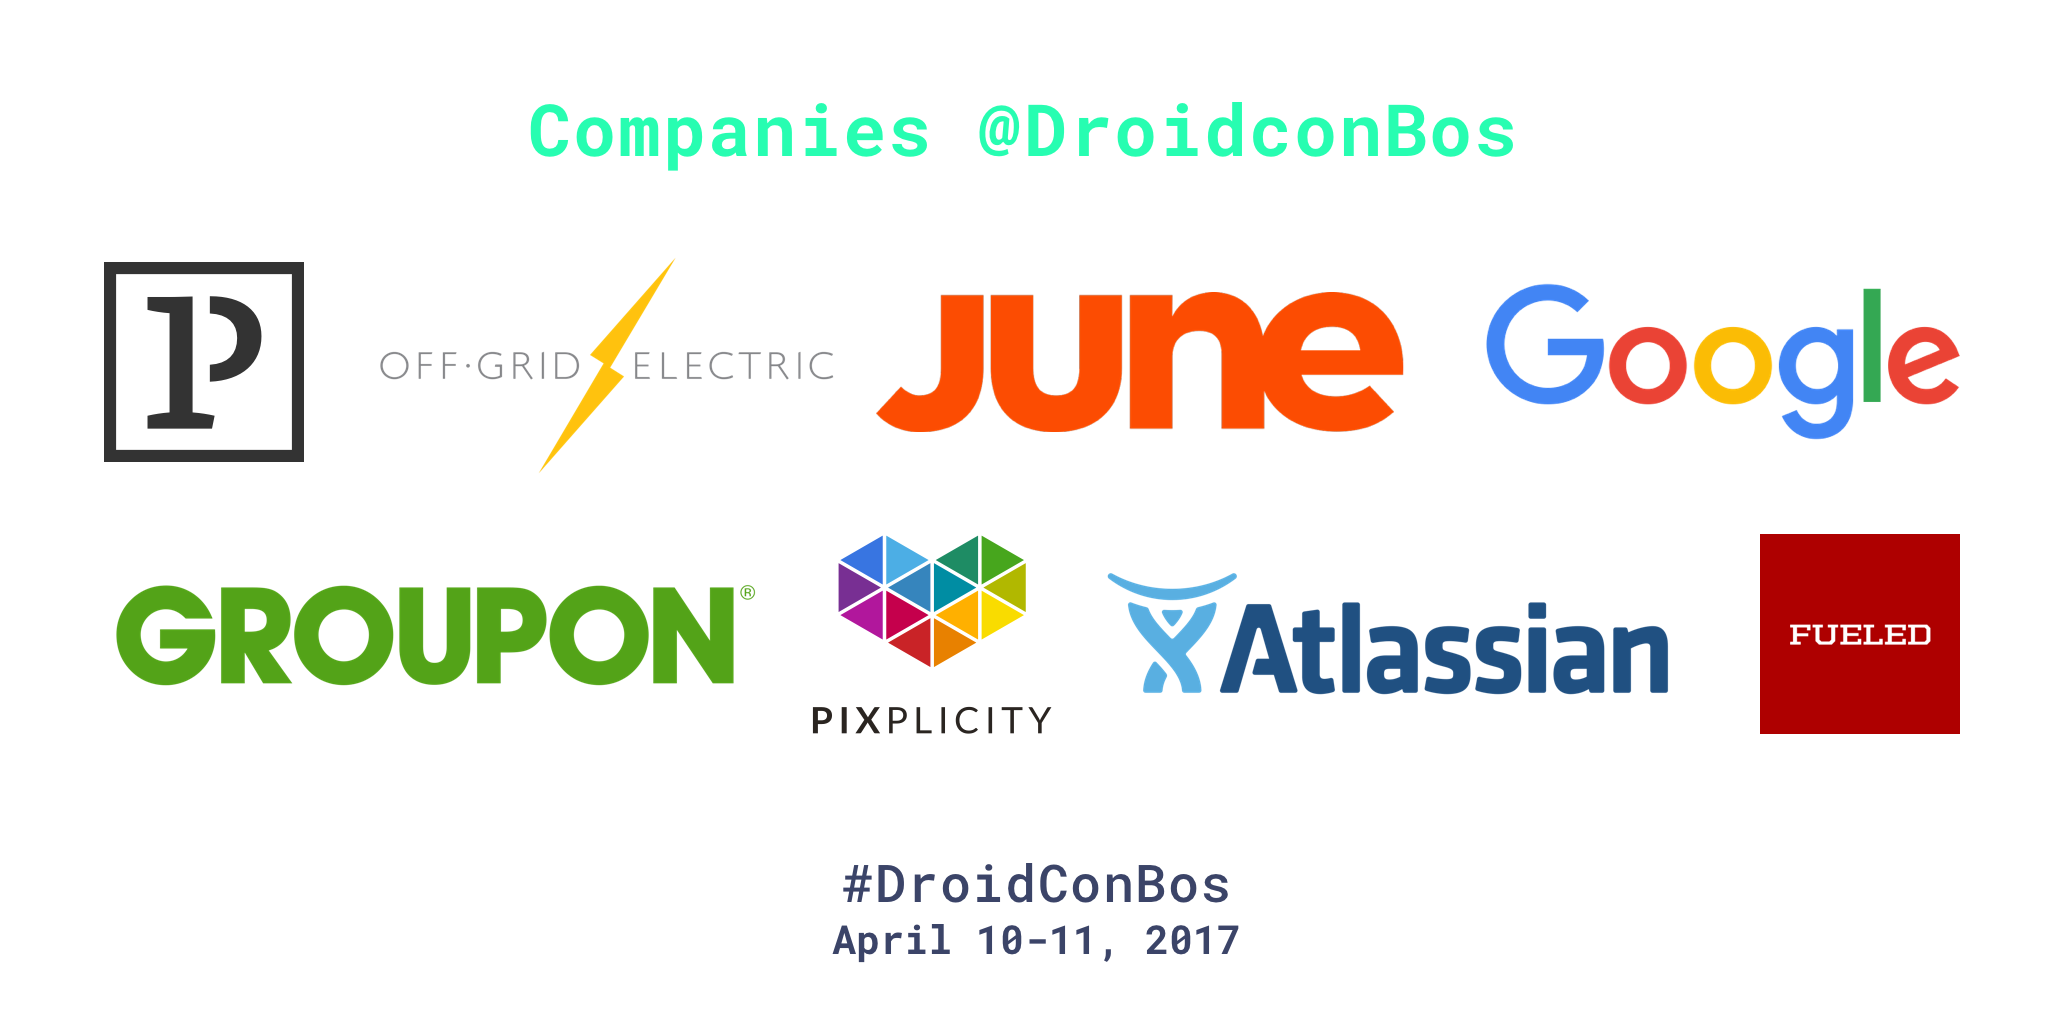 Companies @DroidconBos
P
OFF·GRID ELECTRIC
June
Google
GROUPON®
PIXPLICITY
Atlassian
FUELED
#DroidConBos
April 10-11, 2017